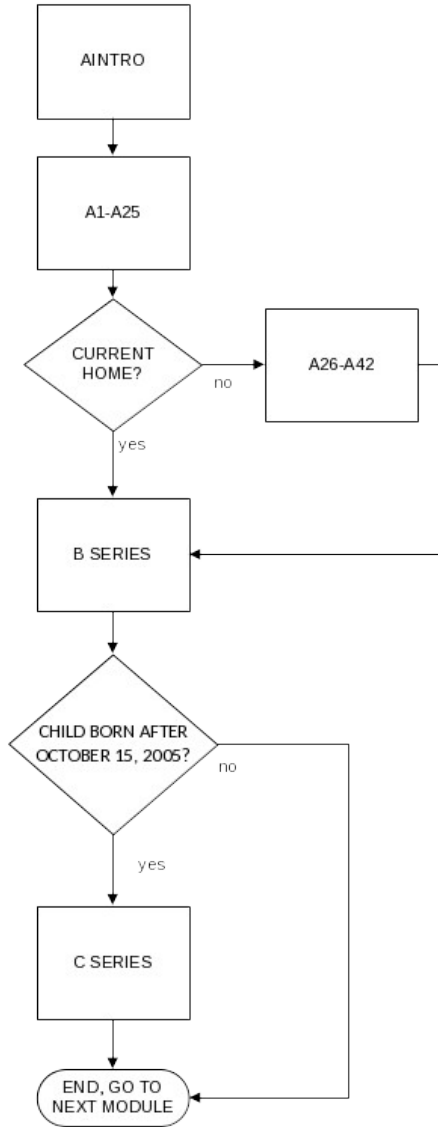 AINTRO
A1-A25
CURRENT
HOME?
no
A26-A42
yes
B SERIES
CHILD BORN AFTER
OCTOBER 15, 2005?
no
yes
C SERIES
END, GO TO
NEXT MODULE